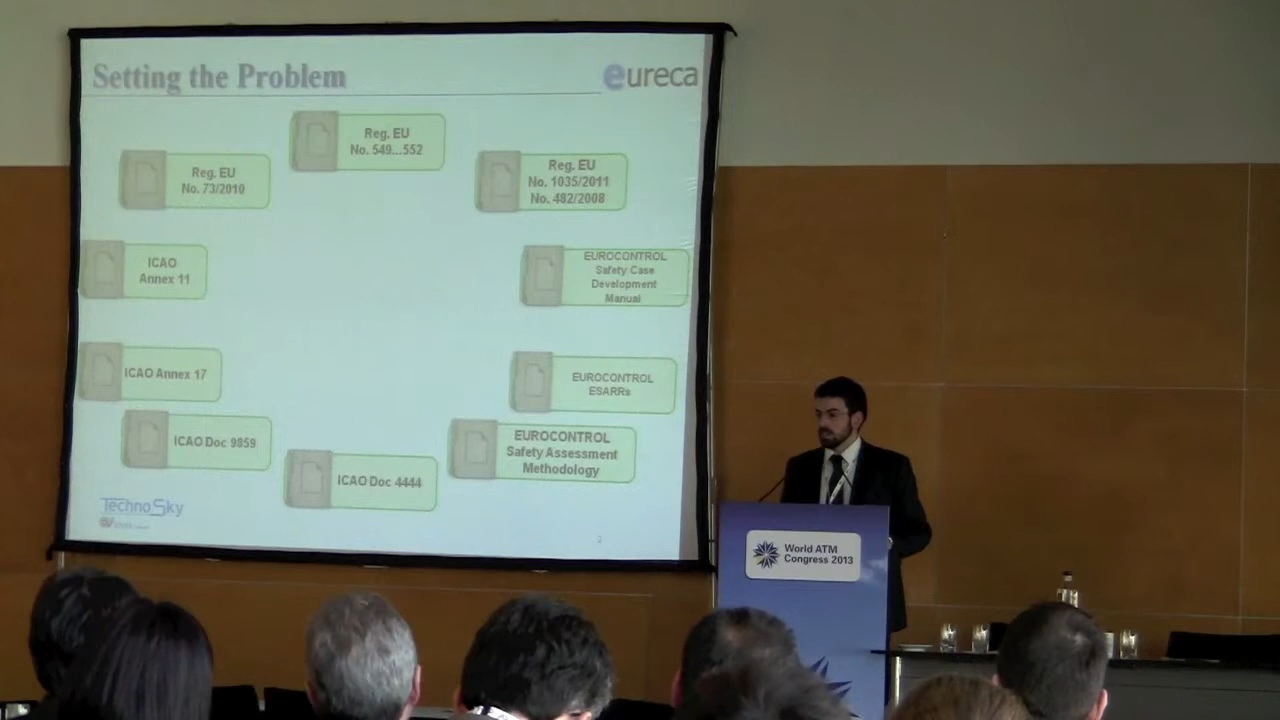 Setting the Problem
eureca
Reg. EU
No. 549...552
Reg. EU
No. 73/2010
Reg. EU
No. 1035/2011
No. 482/2008
ICAO
Annex 11
EUROCONTROL
Safety Case
Development
Manual
ICAO Annex 17
EUROCONTROL
ESARRs
ICAO Doc 9859
EUROCONTROL
Safety Assessment
Methodology
ICAO Doc 4444
TechnoSky
2
World ATM
Congress 2013